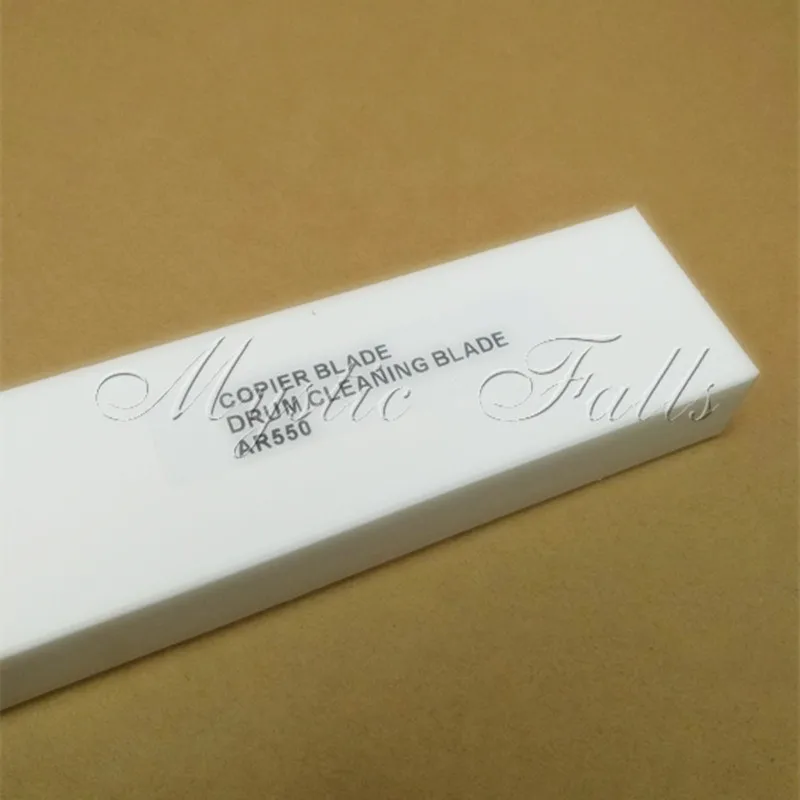 COPIER BLADE
DRUM CLEANING BLADE
AR550
Mystic Falls